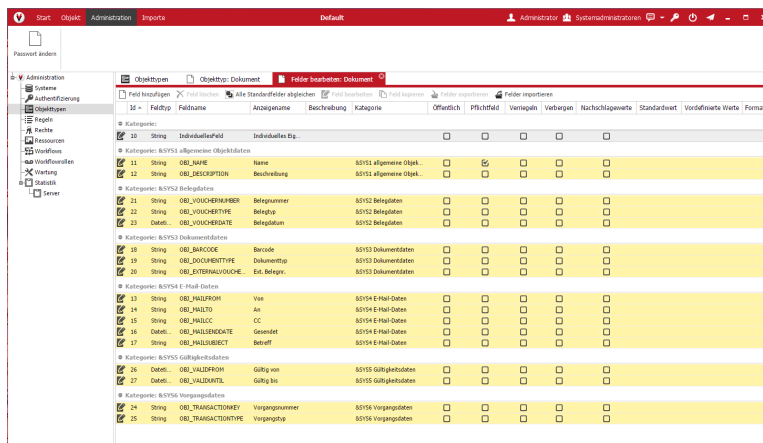 Start Objekt Administration Importe Default Administrator Systemadministratoren
Passwort ändern
Administration
Systeme
Authentifizierung
Objekttypen
Regeln
Rechte
Ressourcen
Workflows
Workflowrollen
Wartung
Statistik
Server
Objekttypen Objekttyp: Dokument Felder bearbeiten: Dokument
Feld hinzufügen Feld löschen Alle Standardfelder abgleichen Feld bearbeiten Feld kopieren Felder exportieren Felder importieren
Id Feldtyp Feldname Anzeigename Beschreibung Kategorie Öffentlich Pflichtfeld Verriegeln Verbergen Nachschlagewerte Standardwert Vordefinierte Werte Forma
Kategorie:
10 String IndividuellesFeld Individuelles Eig...
Kategorie: &SYS1 allgemeine Objektdaten
11 String OBJ_NAME Name &SYS1 allgemeine Objek...
12 String OBJ_DESCRIPTION Beschreibung &SYS1 allgemeine Objek...
Kategorie: &SYS2 Belegdaten
21 String OBJ_VOUCHERNUMBER Belegnummer &SYS2 Belegdaten
22 String OBJ_VOUCHERTYPE Belegtyp &SYS2 Belegdaten
23 Dateti... OBJ_VOUCHERDATE Belegdatum &SYS2 Belegdaten
Kategorie: &SYS3 Dokumentdaten
18 String OBJ_BARCODE Barcode &SYS3 Dokumentdaten
19 String OBJ_DOCUMENTTYPE Dokumenttyp &SYS3 Dokumentdaten
20 String OBJ_EXTERNALVOUCHE... Ext. Belegnr. &SYS3 Dokumentdaten
Kategorie: &SYS4 E-Mail-Daten
13 String OBJ_MAILFROM Von &SYS4 E-Mail-Daten
14 String OBJ_MAILTO An &SYS4 E-Mail-Daten
15 String OBJ_MAILCC CC &SYS4 E-Mail-Daten
16 Dateti... OBJ_MAILSENDDATE Gesendet &SYS4 E-Mail-Daten
17 String OBJ_MAILSUBJECT Betreff &SYS4 E-Mail-Daten
Kategorie: &SYS5 Gültigkeitsdaten
26 Dateti... OBJ_VALIDFROM Gültig von &SYS5 Gültigkeitsdaten
27 Dateti... OBJ_VALIDUNTIL Gültig bis &SYS5 Gültigkeitsdaten
Kategorie: &SYS6 Vorgangsdaten
24 String OBJ_TRANSACTIONKEY Vorgangsnummer &SYS6 Vorgangsdaten
25 String OBJ_TRANSACTIONTYPE Vorgangstyp &SYS6 Vorgangsdaten